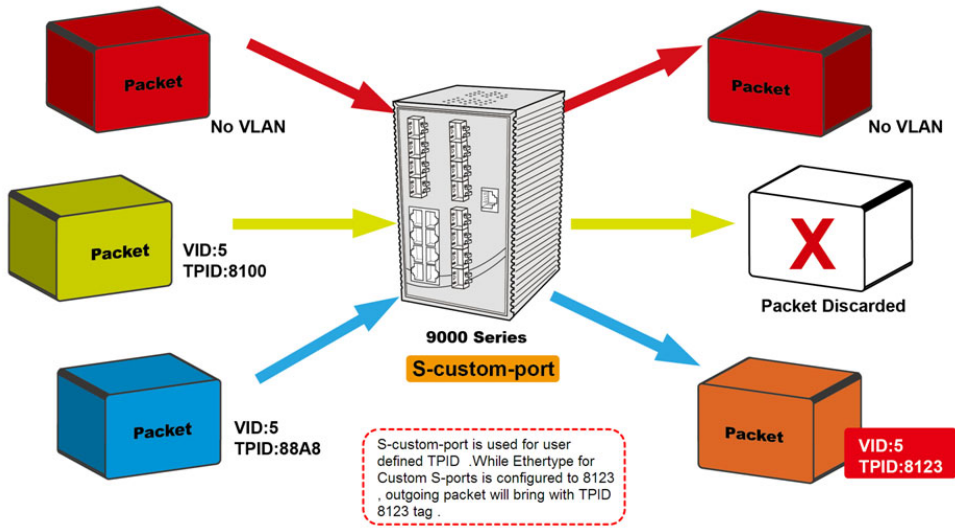 Packet
No VLAN
Packet
No VLAN
Packet
VID:5
TPID:8100
X
Packet Discarded
9000 Series
S-custom-port
Packet
VID:5
TPID:88A8
Packet
VID:5
TPID:8123
S-custom-port is used for user
defined TPID .While Ethertype for
Custom S-ports is configured to 8123
, outgoing packet will bring with TPID
8123 tag .